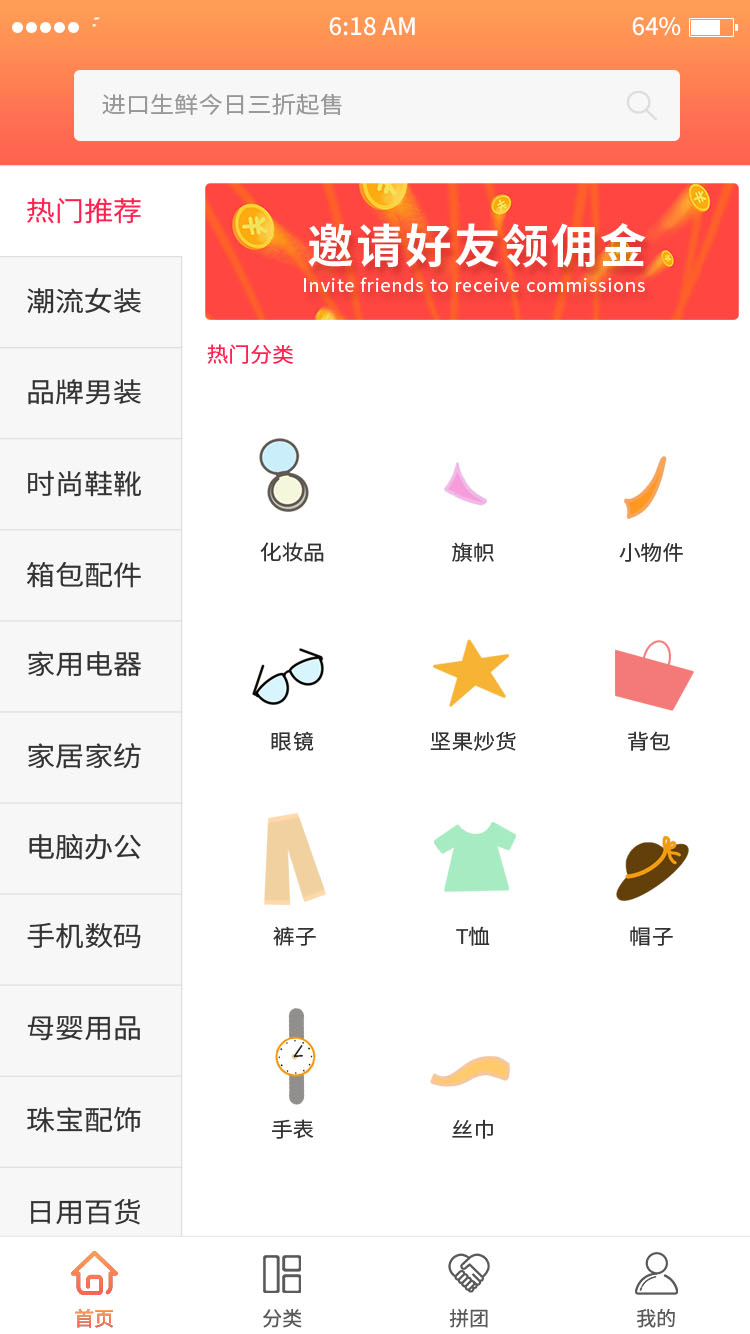 6:18 AM
64%
进口生鲜今日三折起售
热门推荐
潮流女装
品牌男装
时尚鞋靴
箱包配件
家用电器
家居家纺
电脑办公
手机数码
母婴用品
珠宝配饰
日用百货
邀请好友领佣金
Invite friends to receive commissions
热门分类
化妆品
旗帜
小物件
眼镜
坚果炒货
背包
裤子
T恤
帽子
手表
丝巾
首页
分类
拼团
我的